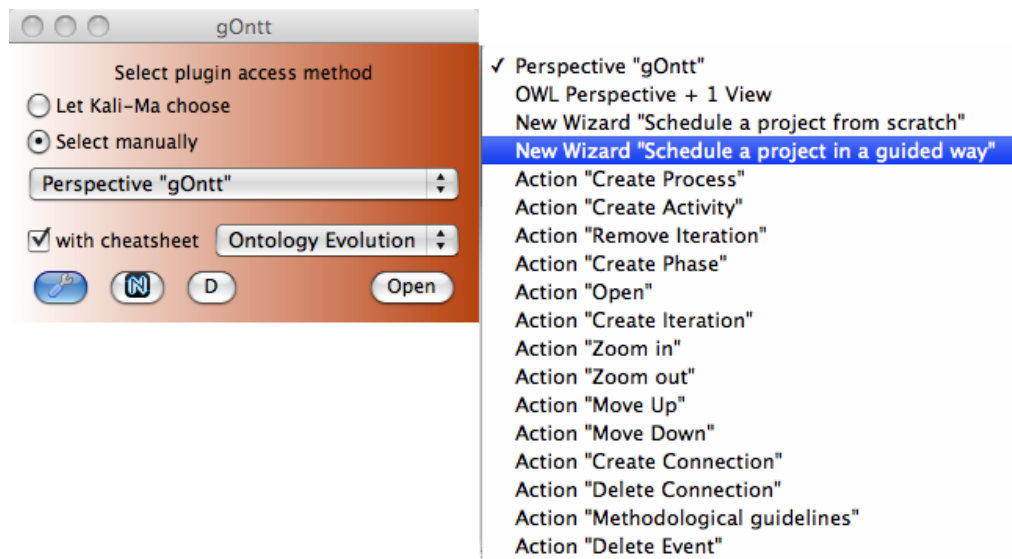 gOntt
Select plugin access method
Let Kali-Ma choose
Select manually
Perspective "gOntt"
with cheatsheet Ontology Evolution
N D Open
✓ Perspective "gOntt"
OWL Perspective + 1 View
New Wizard "Schedule a project from scratch"
New Wizard "Schedule a project in a guided way"
Action "Create Process"
Action "Create Activity"
Action "Remove Iteration"
Action "Create Phase"
Action "Open"
Action "Create Iteration"
Action "Zoom in"
Action "Zoom out"
Action "Move Up"
Action "Move Down"
Action "Create Connection"
Action "Delete Connection"
Action "Methodological guidelines"
Action "Delete Event"